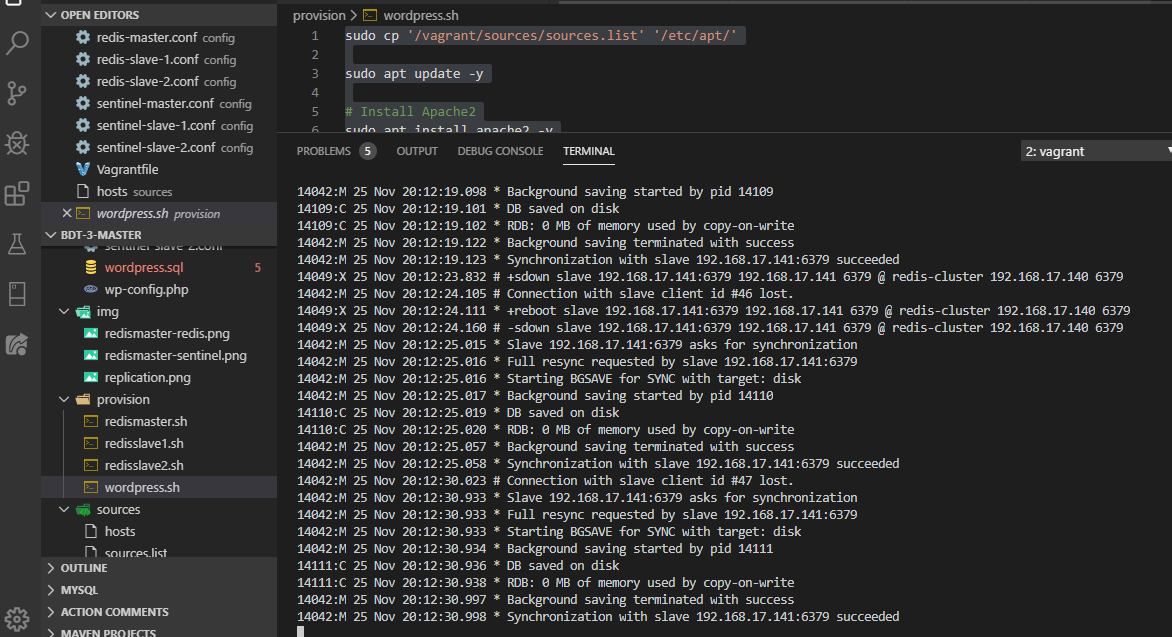 OPEN EDITORS
redis-master.conf config
redis-slave-1.conf config
redis-slave-2.conf config
sentinel-master.conf config
sentinel-slave-1.conf config
sentinel-slave-2.conf config
Vagrantfile
hosts sources
wordpress.sh provision
BDT-3-MASTER
sentinel-slave-2.conf
wordpress.sql 5
wp-config.php
img
redismaster-redis.png
redismaster-sentinel.png
replication.png
provision
redismaster.sh
redisslave1.sh
redisslave2.sh
wordpress.sh
sources
hosts
sources.list
OUTLINE
MYSQL
ACTION COMMENTS
MAVEN PROJECTS
provision > wordpress.sh
1 sudo cp '/vagrant/sources/sources.list' '/etc/apt/'
2
3 sudo apt update -y
4
5 # Install Apache2
6 sudo apt install apache2 -y
PROBLEMS 5 OUTPUT DEBUG CONSOLE TERMINAL 2: vagrant
14042:M 25 Nov 20:12:19.098 * Background saving started by pid 14109
14109:C 25 Nov 20:12:19.101 * DB saved on disk
14109:C 25 Nov 20:12:19.102 * RDB: 0 MB of memory used by copy-on-write
14042:M 25 Nov 20:12:19.122 * Background saving terminated with success
14042:M 25 Nov 20:12:19.123 * Synchronization with slave 192.168.17.141:6379 succeeded
14049:X 25 Nov 20:12:23.832 # +sdown slave 192.168.17.141:6379 192.168.17.141 6379 @ redis-cluster 192.168.17.140 6379
14042:M 25 Nov 20:12:24.105 # Connection with slave client id #46 lost.
14049:X 25 Nov 20:12:24.111 * +reboot slave 192.168.17.141:6379 192.168.17.141 6379 @ redis-cluster 192.168.17.140 6379
14049:X 25 Nov 20:12:24.160 # -sdown slave 192.168.17.141:6379 192.168.17.141 6379 @ redis-cluster 192.168.17.140 6379
14042:M 25 Nov 20:12:25.015 * Slave 192.168.17.141:6379 asks for synchronization
14042:M 25 Nov 20:12:25.016 * Full resync requested by slave 192.168.17.141:6379
14042:M 25 Nov 20:12:25.016 * Starting BGSAVE for SYNC with target: disk
14042:M 25 Nov 20:12:25.017 * Background saving started by pid 14110
14110:C 25 Nov 20:12:25.019 * DB saved on disk
14110:C 25 Nov 20:12:25.020 * RDB: 0 MB of memory used by copy-on-write
14042:M 25 Nov 20:12:25.057 * Background saving terminated with success
14042:M 25 Nov 20:12:25.058 * Synchronization with slave 192.168.17.141:6379 succeeded
14042:M 25 Nov 20:12:30.023 # Connection with slave client id #47 lost.
14042:M 25 Nov 20:12:30.933 * Slave 192.168.17.141:6379 asks for synchronization
14042:M 25 Nov 20:12:30.933 * Full resync requested by slave 192.168.17.141:6379
14042:M 25 Nov 20:12:30.933 * Starting BGSAVE for SYNC with target: disk
14042:M 25 Nov 20:12:30.934 * Background saving started by pid 14111
14111:C 25 Nov 20:12:30.936 * DB saved on disk
14111:C 25 Nov 20:12:30.938 * RDB: 0 MB of memory used by copy-on-write
14042:M 25 Nov 20:12:30.997 * Background saving terminated with success
14042:M 25 Nov 20:12:30.998 * Synchronization with slave 192.168.17.141:6379 succeeded